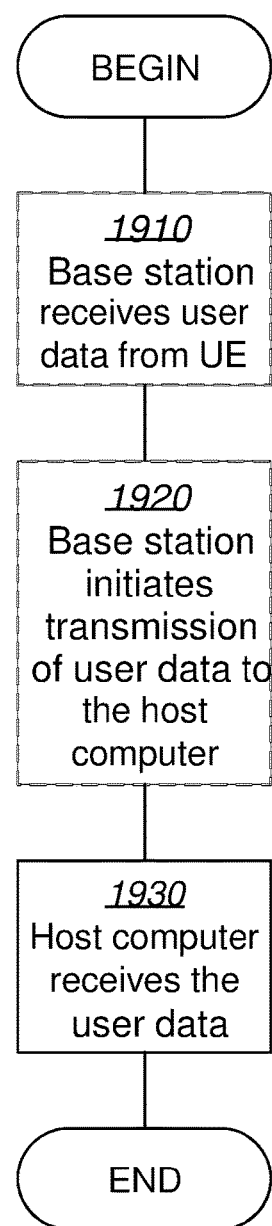 BEGIN
1910
Base station
receives user
data from UE
1920
Base station
initiates
transmission
of user data to
the host
computer
1930
Host computer
receives the
user data
END